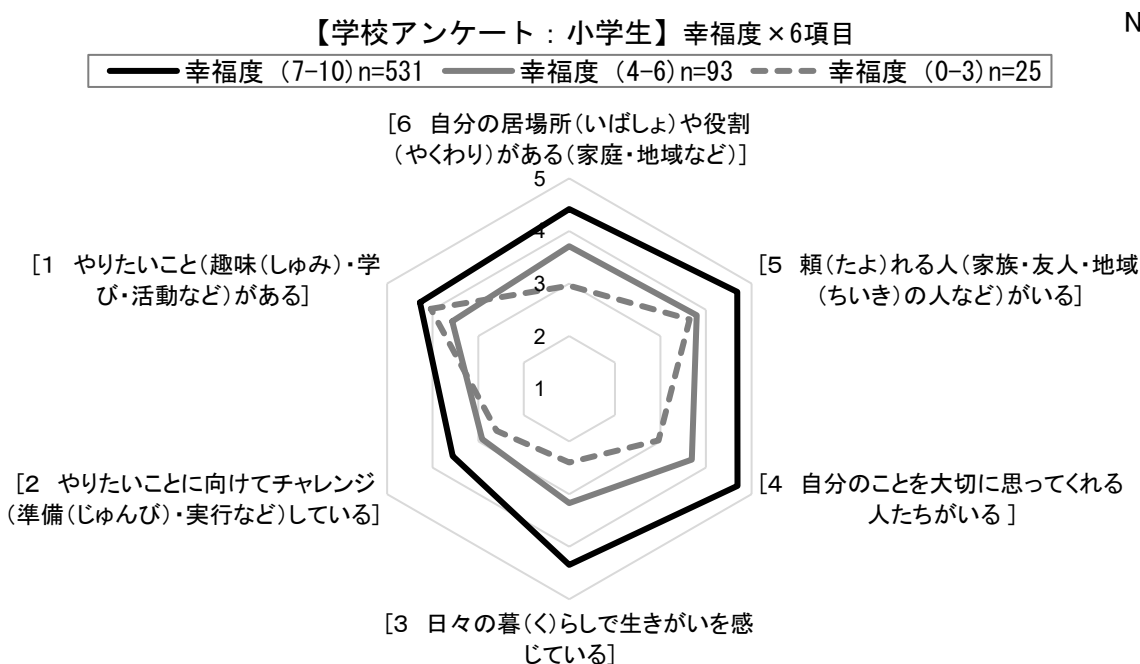 【学校アンケート：小学生】幸福度×6項目
N
幸福度 (7-10)n=531 幸福度 (4-6)n=93 幸福度 (0-3)n=25
[6 自分の居場所(いばしょ)や役割
(やくわり)がある(家庭・地域など)]
5
4
3
2
1
[1 やりたいこと(趣味(しゅみ)・学
び・活動など)がある]
[5 頼(たよ)れる人(家族・友人・地域
(ちいき)の人など)がいる]
[2 やりたいことに向けてチャレンジ
(準備(じゅんび)・実行など)している]
[4 自分のことを大切に思ってくれる
人たちがいる ]
[3 日々の暮(く)らしで生きがいを感
じている]